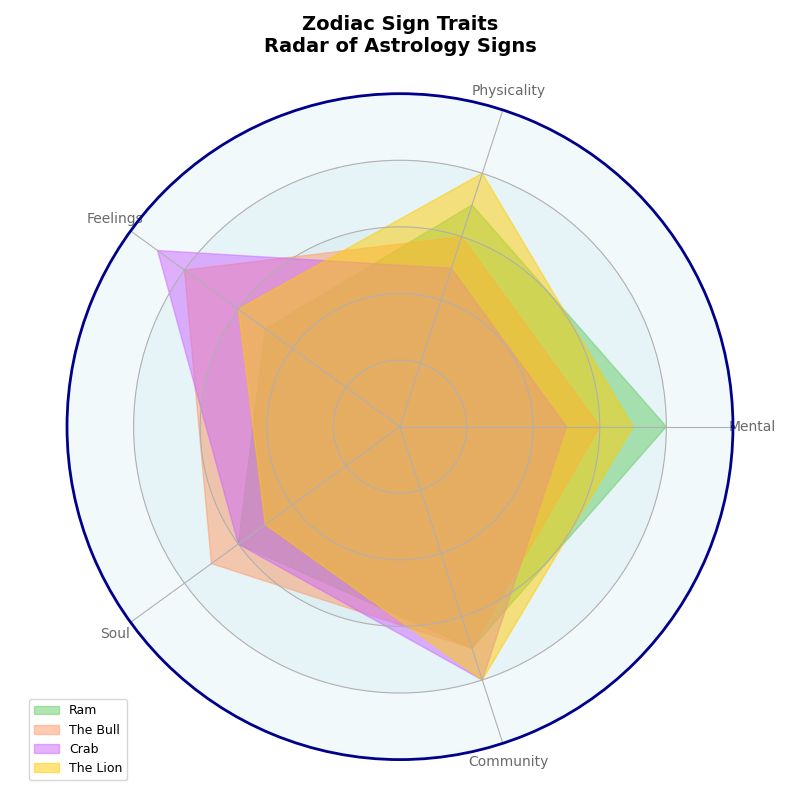 Zodiac Sign Traits
Radar of Astrology Signs
Physicality
Feelings
Mental
Soul
Community
Ram
The Bull
Crab
The Lion